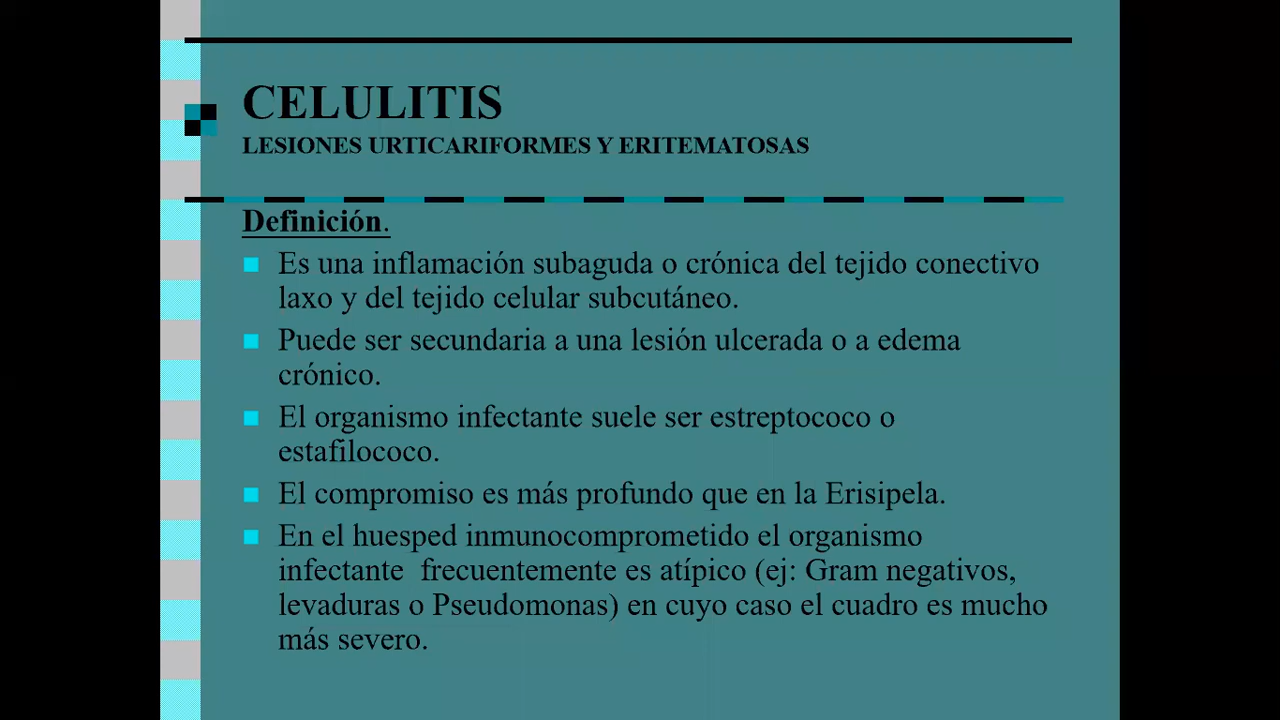 CELULITIS
LESIONES URTICARIFORMES Y ERITEMATOSAS
Definición.
Es una inflamación subaguda o crónica del tejido conectivo
laxo y del tejido celular subcutáneo.
Puede ser secundaria a una lesión ulcerada o a edema
crónico.
El organismo infectante suele ser estreptococo o
estafilococo.
El compromiso es más profundo que en la Erisipela.
En el huesped inmunocomprometido el organismo
infectante  frecuentemente es atípico (ej: Gram negativos,
levaduras o Pseudomonas) en cuyo caso el cuadro es mucho
más severo.